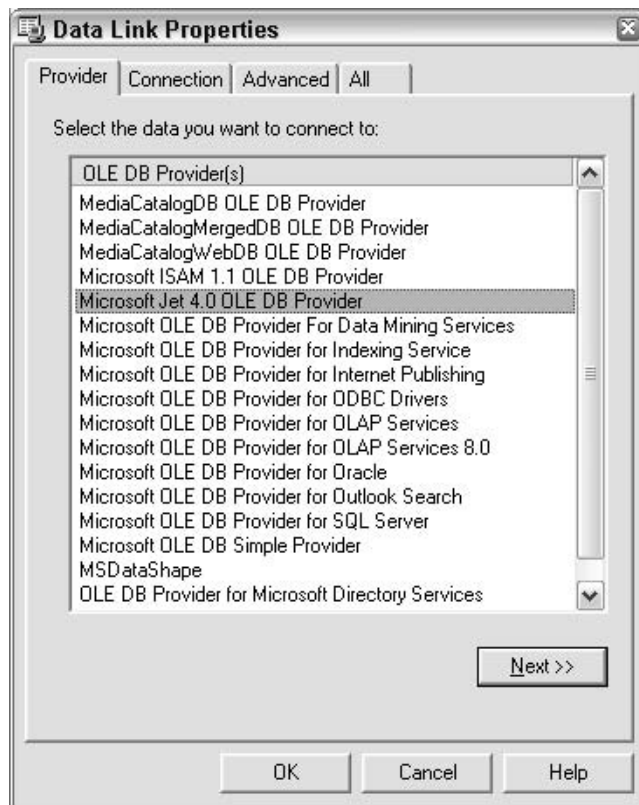 Data Link Properties
Provider Connection Advanced All
Select the data you want to connect to:
OLE DB Provider(s)
MediaCatalogDB OLE DB Provider
MediaCatalogMergedDB OLE DB Provider
MediaCatalogWebDB OLE DB Provider
Microsoft ISAM 1.1 OLE DB Provider
Microsoft Jet 4.0 OLE DB Provider
Microsoft OLE DB Provider For Data Mining Services
Microsoft OLE DB Provider for Indexing Service
Microsoft OLE DB Provider for Internet Publishing
Microsoft OLE DB Provider for ODBC Drivers
Microsoft OLE DB Provider for OLAP Services
Microsoft OLE DB Provider for OLAP Services 8.0
Microsoft OLE DB Provider for Oracle
Microsoft OLE DB Provider for Outlook Search
Microsoft OLE DB Provider for SQL Server
Microsoft OLE DB Simple Provider
MSDataShape
OLE DB Provider for Microsoft Directory Services
Next >>
OK Cancel Help